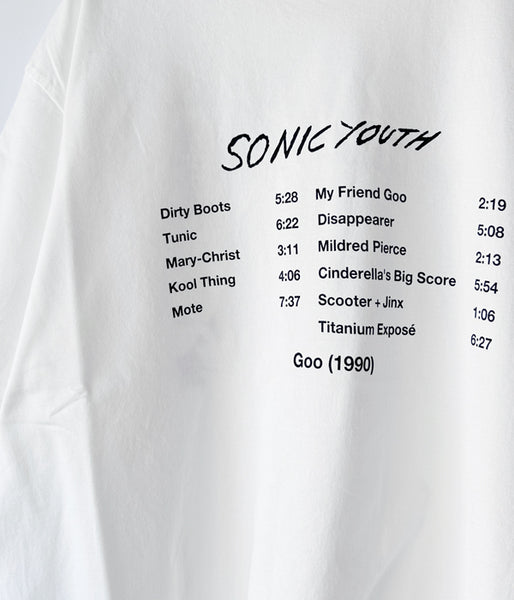 SONIC YOUTH
Dirty Boots 5:28
Tunic 6:22
Mary-Christ 3:11
Kool Thing 4:06
Mote 7:37
My Friend Goo 2:19
Disappearer 5:08
Mildred Pierce 2:13
Cinderella's Big Score 5:54
Scooter + Jinx 1:06
Titanium Exposé 6:27
Goo (1990)